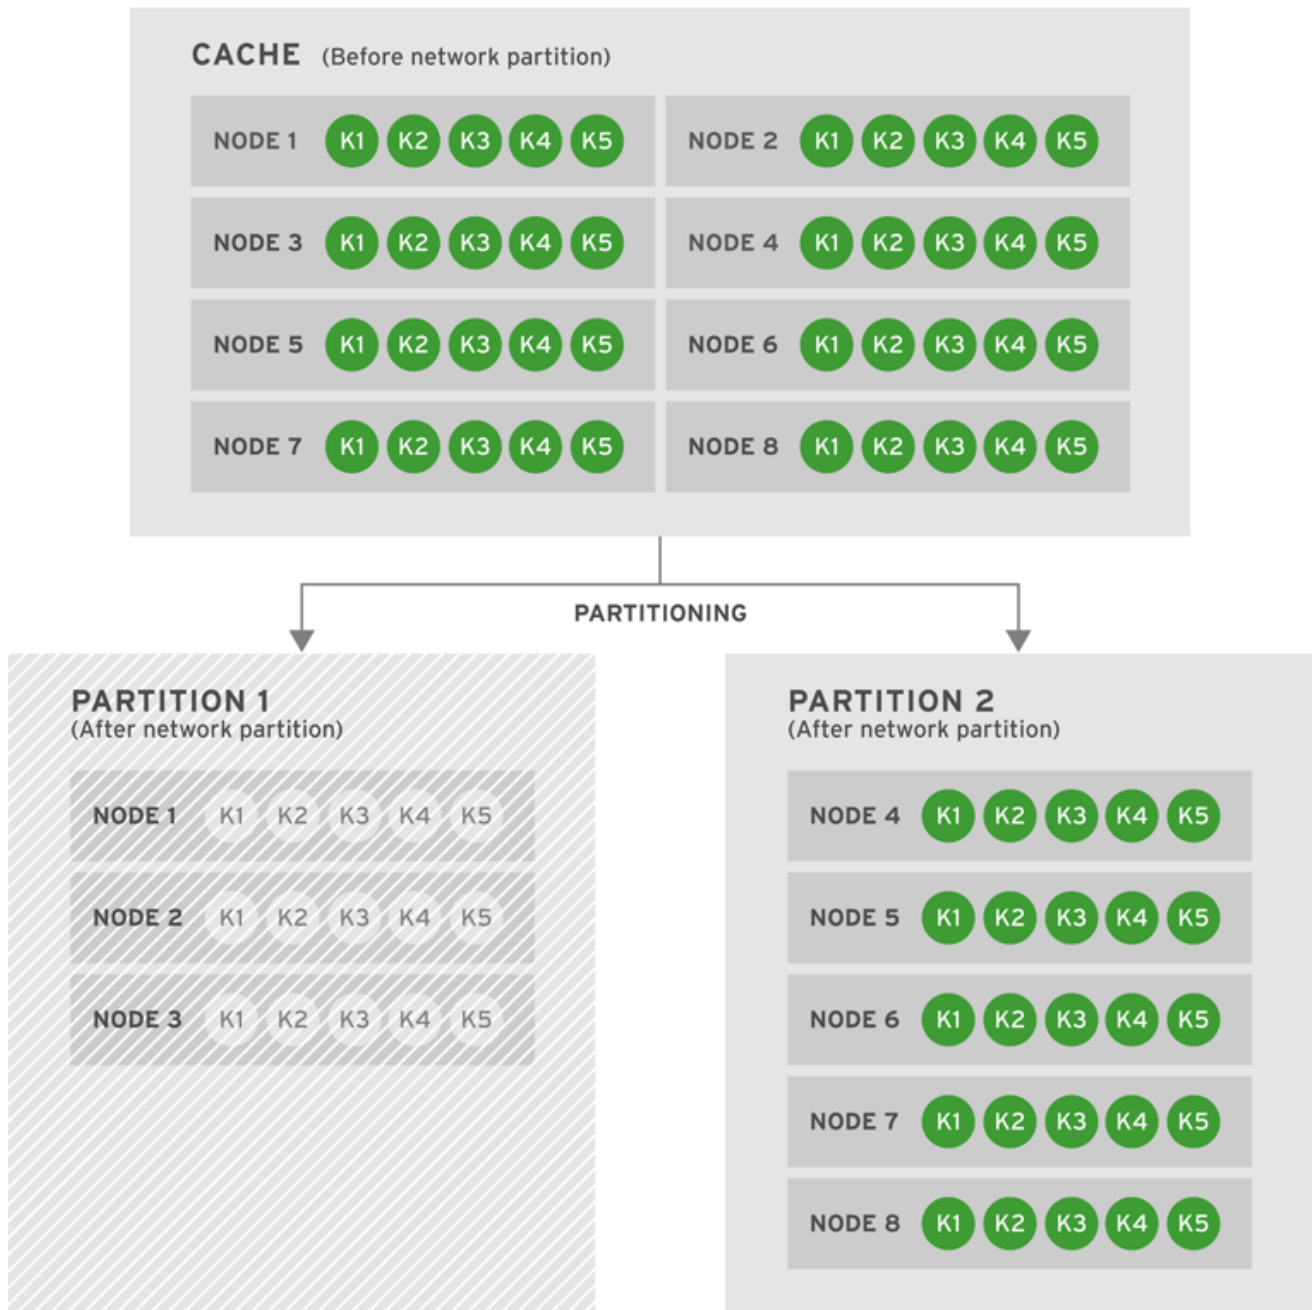 CACHE (Before network partition)
NODE 1 K1 K2 K3 K4 K5
NODE 2 K1 K2 K3 K4 K5
NODE 3 K1 K2 K3 K4 K5
NODE 4 K1 K2 K3 K4 K5
NODE 5 K1 K2 K3 K4 K5
NODE 6 K1 K2 K3 K4 K5
NODE 7 K1 K2 K3 K4 K5
NODE 8 K1 K2 K3 K4 K5
PARTITIONING
PARTITION 1
(After network partition)
NODE 1 K1 K2 K3 K4 K5
NODE 2 K1 K2 K3 K4 K5
NODE 3 K1 K2 K3 K4 K5
PARTITION 2
(After network partition)
NODE 4 K1 K2 K3 K4 K5
NODE 5 K1 K2 K3 K4 K5
NODE 6 K1 K2 K3 K4 K5
NODE 7 K1 K2 K3 K4 K5
NODE 8 K1 K2 K3 K4 K5